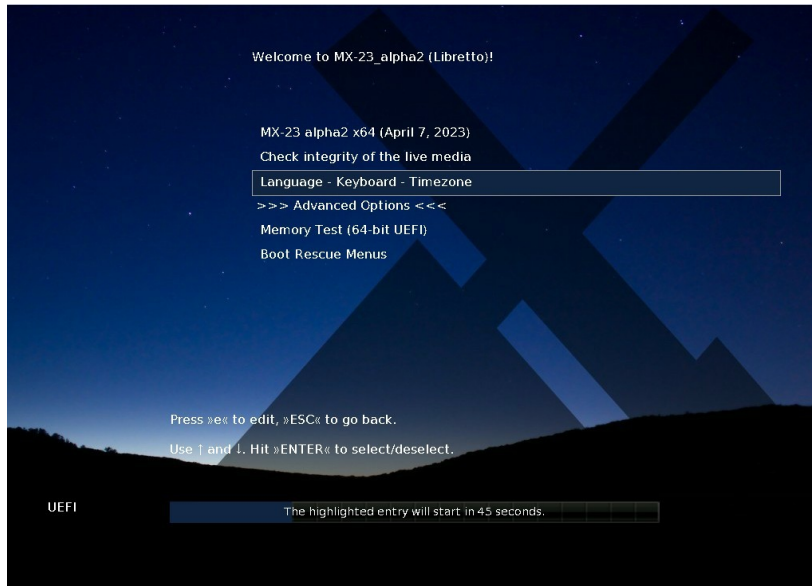 Welcome to MX-23_alpha2 (Libretto)!
MX-23 alpha2 x64 (April 7, 2023)
Check integrity of the live media
Language - Keyboard - Timezone
>>> Advanced Options <<<
Memory Test (64-bit UEFI)
Boot Rescue Menus
Press »e« to edit, »ESC« to go back.
Use ↑ and ↓. Hit »ENTER« to select/deselect.
UEFI
The highlighted entry will start in 45 seconds.